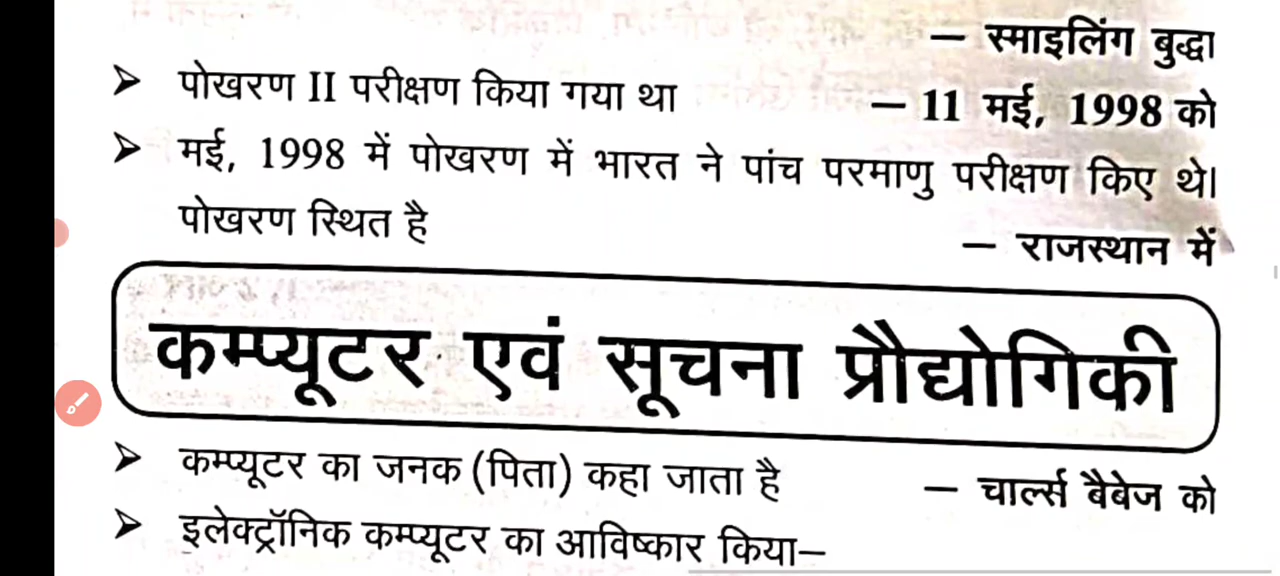 — स्माइलिंग बुद्धा
➤ पोखरण II परीक्षण किया गया था — 11 मई, 1998 को
➤ मई, 1998 में पोखरण में भारत ने पांच परमाणु परीक्षण किए थे।
पोखरण स्थित है — राजस्थान में
कम्प्यूटर एवं सूचना प्रौद्योगिकी
➤ कम्प्यूटर का जनक (पिता) कहा जाता है — चार्ल्स बैबेज को
➤ इलेक्ट्रॉनिक कम्प्यूटर का आविष्कार किया–